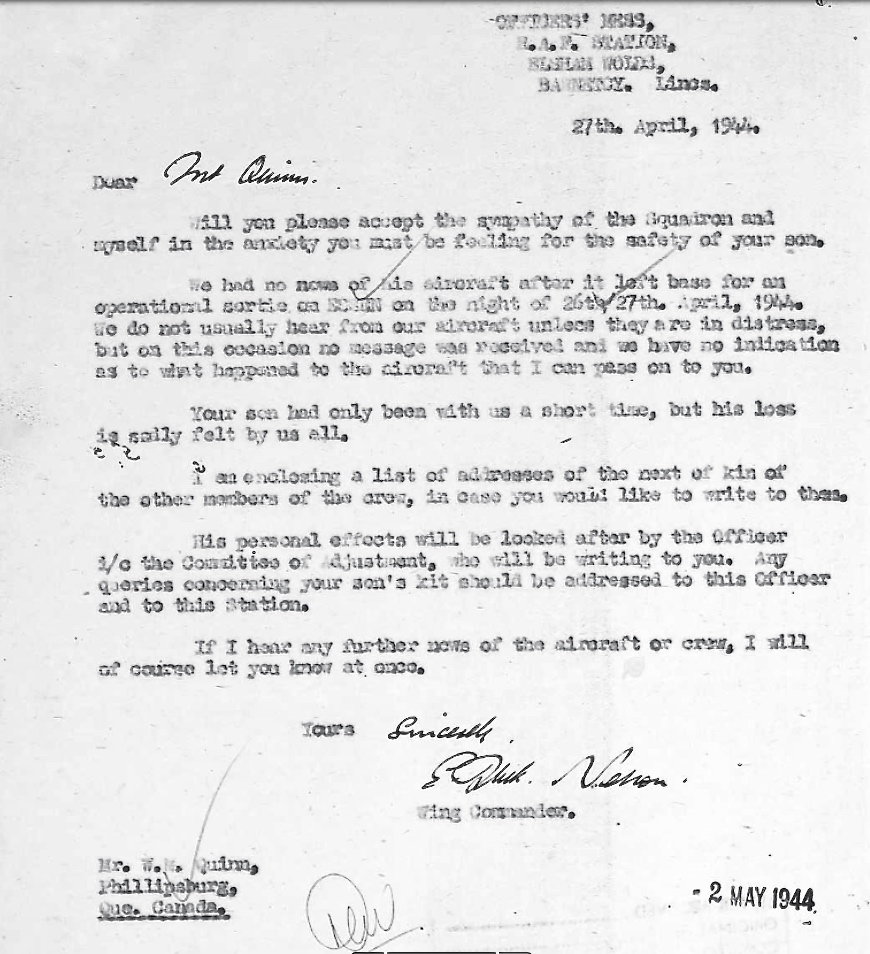 OFFICERS' MESS,
R.A.F. STATION,
ELSHAM WOLDS,
BARNETBY. Lincs.
27th. April, 1944.
Dear Mr Quinn.
Will you please accept the sympathy of the Squadron and
myself in the anxiety you must be feeling for the safety of your son.
We had no news of his aircraft after it left base for an
operational sortie on ESSEN on the night of 26th/27th. April, 1944.
We do not usually hear from our aircraft unless they are in distress,
but on this occasion no message was received and we have no indication
as to what happened to the aircraft that I can pass on to you.
Your son had only been with us a short time, but his loss
is sadly felt by us all.
I am enclosing a list of addresses of the next of kin of
the other members of the crew, in case you would like to write to them.
His personal effects will be looked after by the Officer
i/c the Committee of Adjustment, who will be writing to you. Any
queries concerning your son's kit should be addressed to this Officer
and to this Station.
If I hear any further news of the aircraft or crew, I will
of course let you know at once.
Yours Sincerely
Nelson.
Wing Commander.
Mr. W.M. Quinn,
Phillipsburg,
Que. Canada.
- 2 MAY 1944